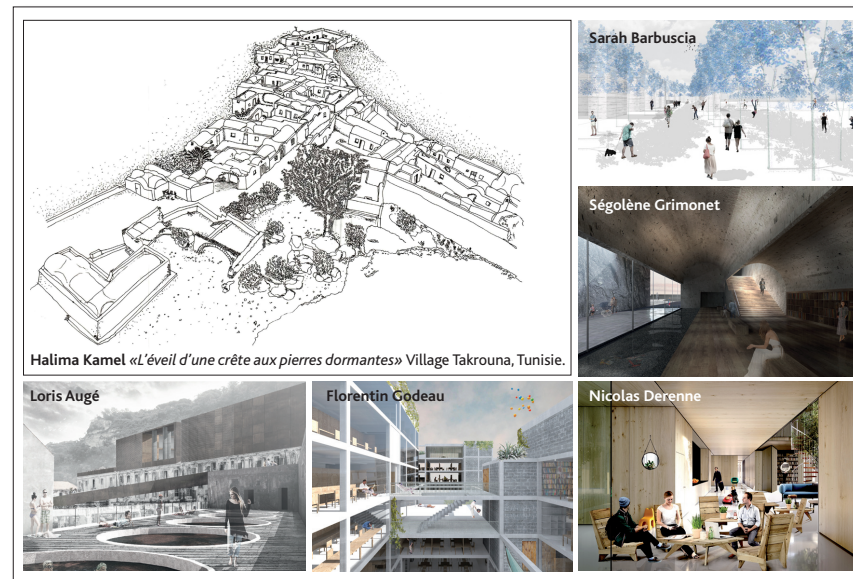 Sarah Barbuscia
Ségolène Grimonet
Halima Kamel «L’éveil d’une crête aux pierres dormantes» Village Takrouna, Tunisie.
Loris Augé
Florentin Godeau
Nicolas Derenne